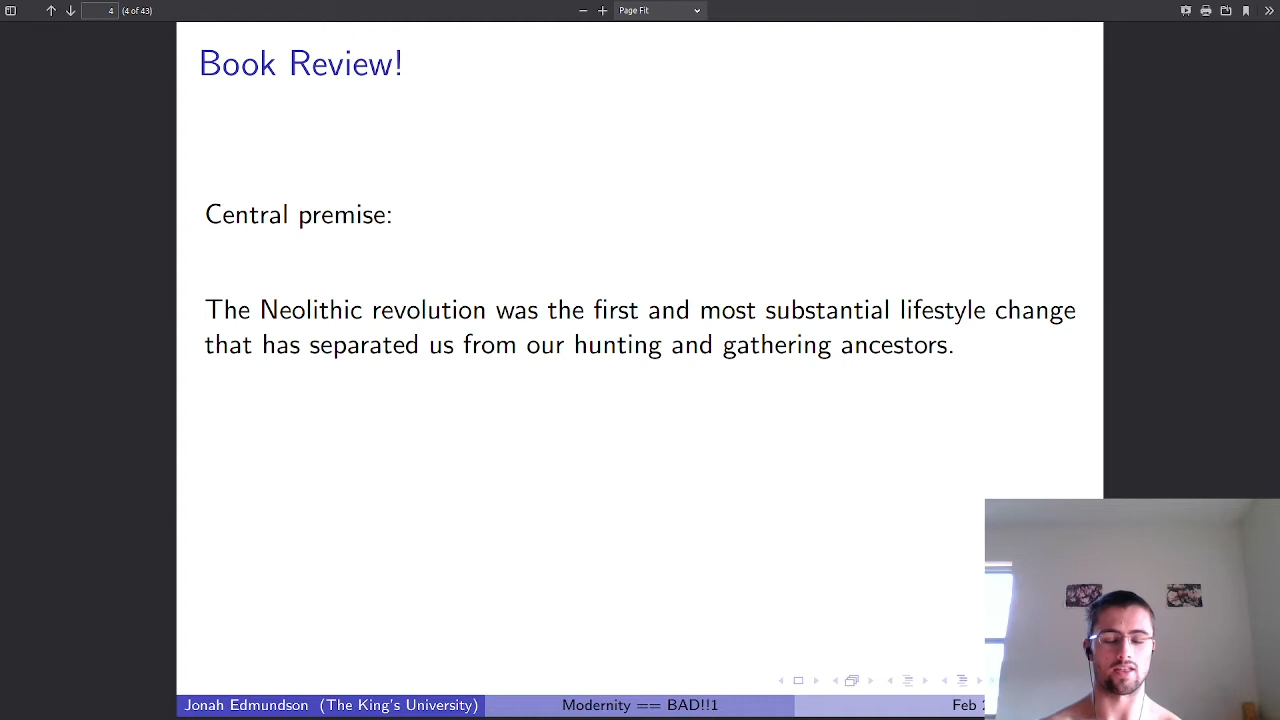 4 (4 of 43) Page Fit
Book Review!
Central premise:
The Neolithic revolution was the first and most substantial lifestyle change
that has separated us from our hunting and gathering ancestors.
Jonah Edmundson (The King's University) Modernity == BAD!!1 Feb